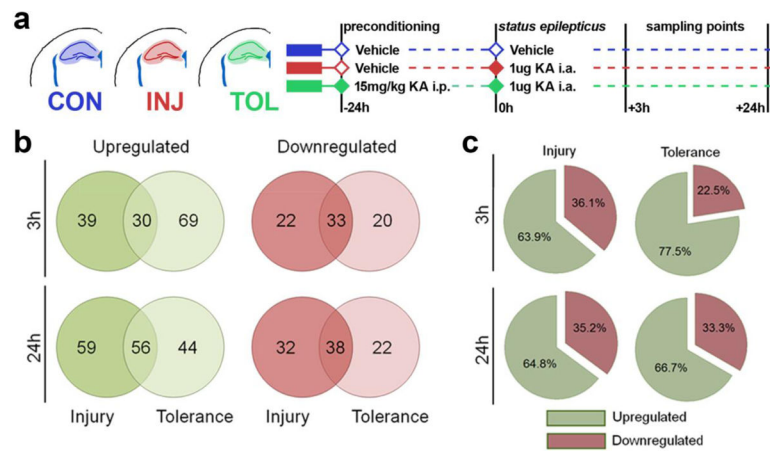 a
CON INJ TOL
preconditioning status epilepticus sampling points
Vehicle Vehicle
Vehicle 1ug KA i.a.
15mg/kg KA i.p. 1ug KA i.a.
-24h 0h +3h +24h
b
Upregulated Downregulated
3h
39 30 69 22 33 20
24h
59 56 44 32 38 22
Injury Tolerance Injury Tolerance
c
Injury Tolerance
3h
36.1% 22.5%
63.9% 77.5%
24h
35.2% 33.3%
64.8% 66.7%
Upregulated
Downregulated